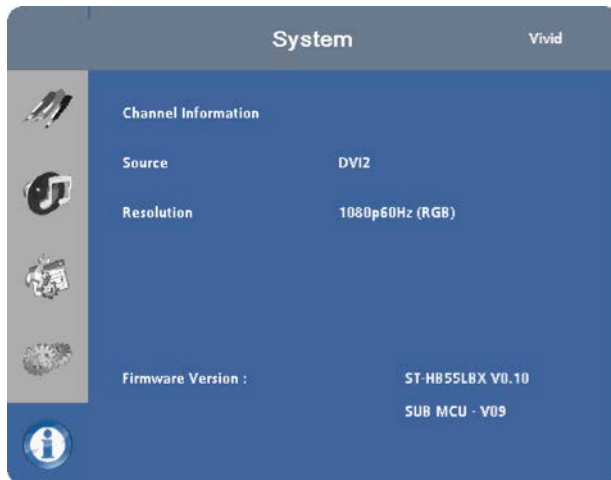 System
Vivid
Channel Information
Source DVI2
Resolution 1080p60Hz (RGB)
Firmware Version : ST-HB55LBX V0.10
SUB MCU - V09